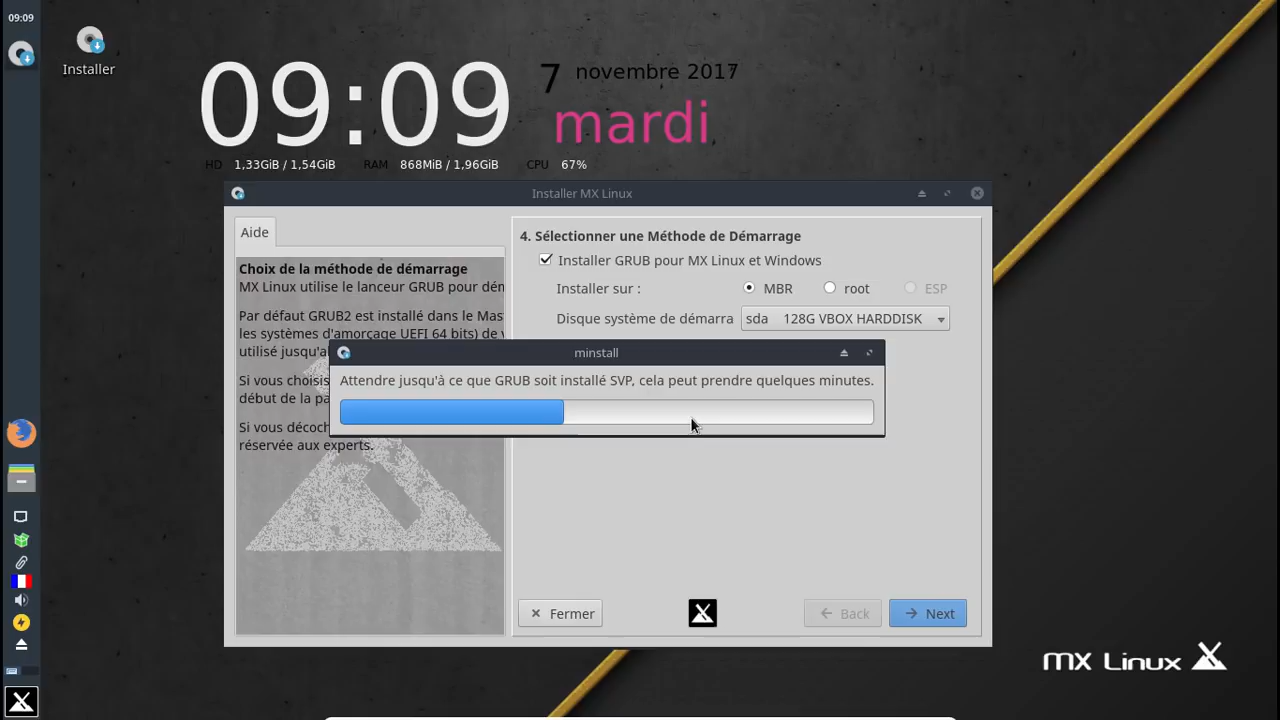 09:09
Installer
09:09
7 novembre 2017
mardi
HD 1,33GiB / 1,54GiB RAM 868MiB / 1,96GiB CPU 67%
Installer MX Linux
Aide
Choix de la méthode de démarrage
MX Linux utilise le lanceur GRUB pour dém
Par défaut GRUB2 est installé dans le Mas
les systèmes d'amorçage UEFI 64 bits) de v
utilisé jusqu'a
Si vous choisis
début de la pa
Si vous décoch
réservée aux experts.
4. Sélectionner une Méthode de Démarrage
Installer GRUB pour MX Linux et Windows
Installer sur : MBR root ESP
Disque système de démarra sda 128G VBOX HARDDISK
minstall
Attendre jusqu'à ce que GRUB soit installé SVP, cela peut prendre quelques minutes.
Fermer
Back
Next
MX Linux